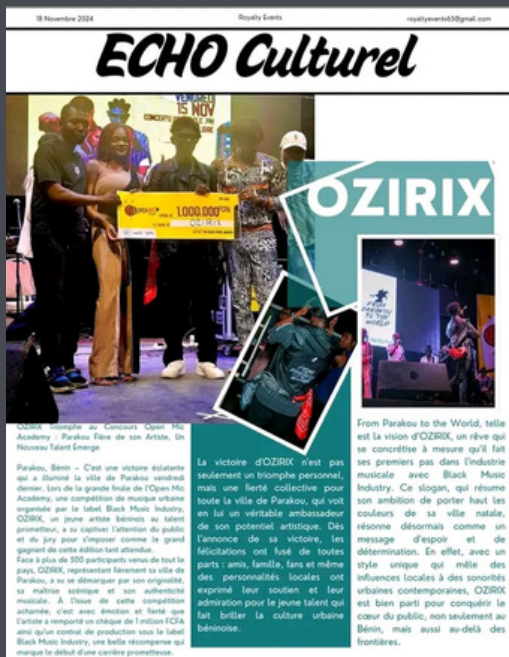 18 Novembre 2024
Royalty Events
royaltyevents65@gmail.com
ECHO Culturel
VENDREDI
15 NOV
1.000.000 FCFA
OZIRIX
OZIRIX
FROM
PARAKOU
TO THE
WORLD
OZIRIX Triomphe au Concours Open Mic
Academy : Parakou Fière de son Artiste, Un
Nouveau Talent Émerge
Parakou, Bénin – C'est une victoire éclatante
qui a illuminé la ville de Parakou vendredi
dernier. Lors de la grande finale de l'Open Mic
Academy, une compétition de musique urbaine
organisée par le label Black Music Industry,
OZIRIX, un jeune artiste béninois au talent
prometteur, a su captiver l'attention du public
et du jury pour s'imposer comme le grand
gagnant de cette édition tant attendue.
Face à plus de 300 participants venus de tout le
pays, OZIRIX, représentant fièrement sa ville de
Parakou, a su se démarquer par son originalité,
sa maîtrise scénique et son authenticité
musicale. À l'issue de cette compétition
acharnée, c'est avec émotion et fierté que
l'artiste a remporté un chèque de 1 million FCFA
ainsi qu'un contrat de production sous le label
Black Music Industry, une belle récompense qui
marque le début d'une carrière prometteuse.
La victoire d'OZIRIX n'est pas
seulement un triomphe personnel,
mais une fierté collective pour
toute la ville de Parakou, qui voit
en lui un véritable ambassadeur
de son potentiel artistique. Dès
l'annonce de sa victoire, les
félicitations ont fusé de toutes
parts : amis, famille, fans et même
des personnalités locales ont
exprimé leur soutien et leur
admiration pour le jeune talent qui
fait briller la culture urbaine
béninoise.
From Parakou to the World, telle
est la vision d'OZIRIX, un rêve qui
se concrétise à mesure qu'il fait
ses premiers pas dans l'industrie
musicale avec Black Music
Industry. Ce slogan, qui résume
son ambition de porter haut les
couleurs de sa ville natale,
résonne désormais comme un
message d'espoir et de
détermination. En effet, avec un
style unique qui mêle des
influences locales à des sonorités
urbaines contemporaines, OZIRIX
est bien parti pour conquérir le
cœur du public, non seulement au
Bénin, mais aussi au-delà des
frontières.